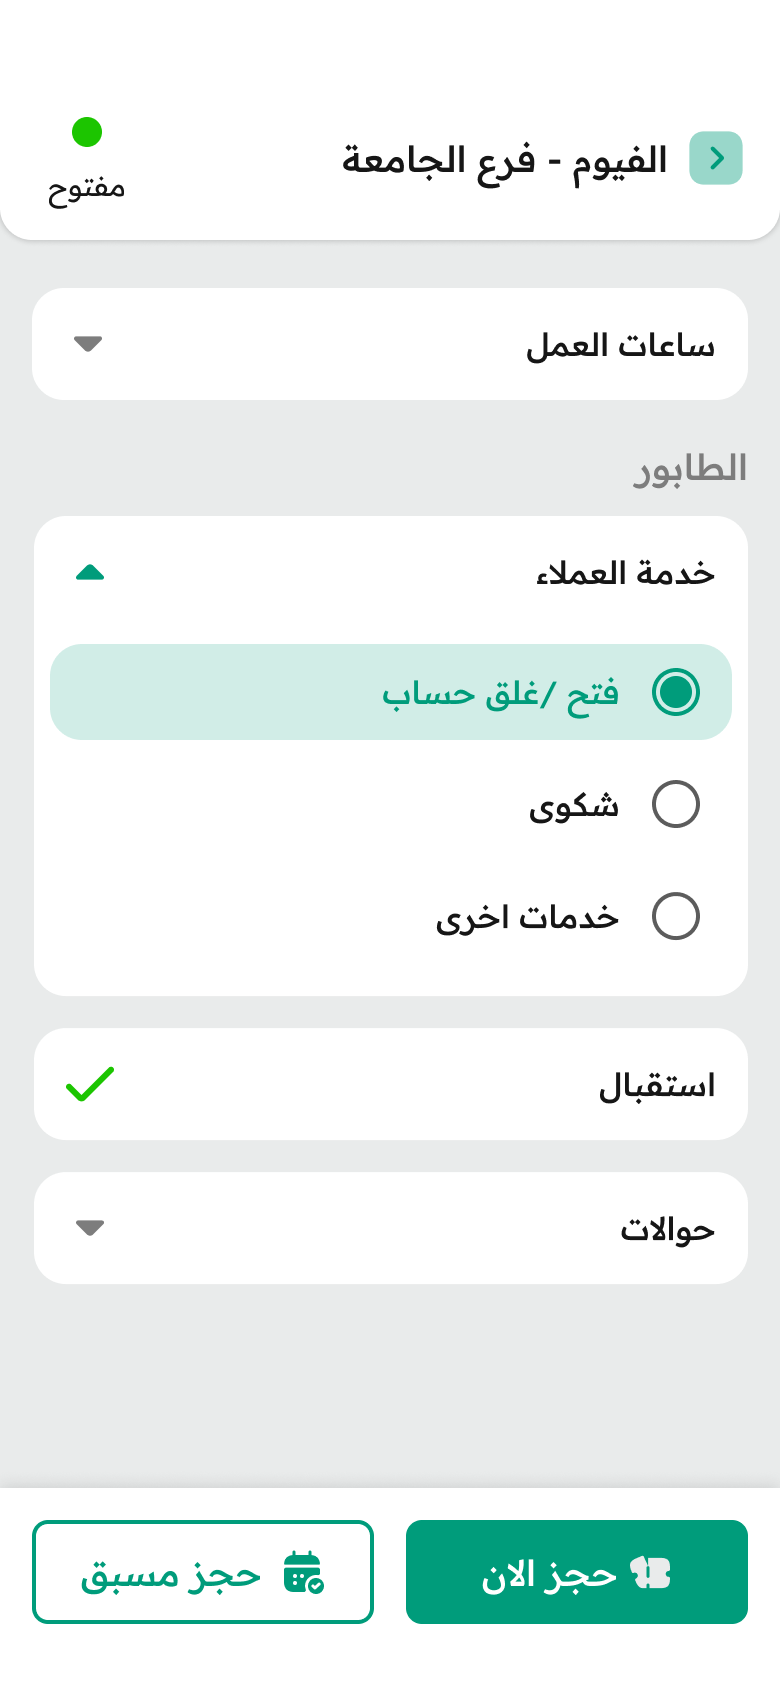 الفيوم - فرع الجامعة
مفتوح
ساعات العمل
الطابور
خدمة العملاء
فتح /غلق حساب
شكوى
خدمات اخرى
استقبال
حوالات
حجز الان
حجز مسبق